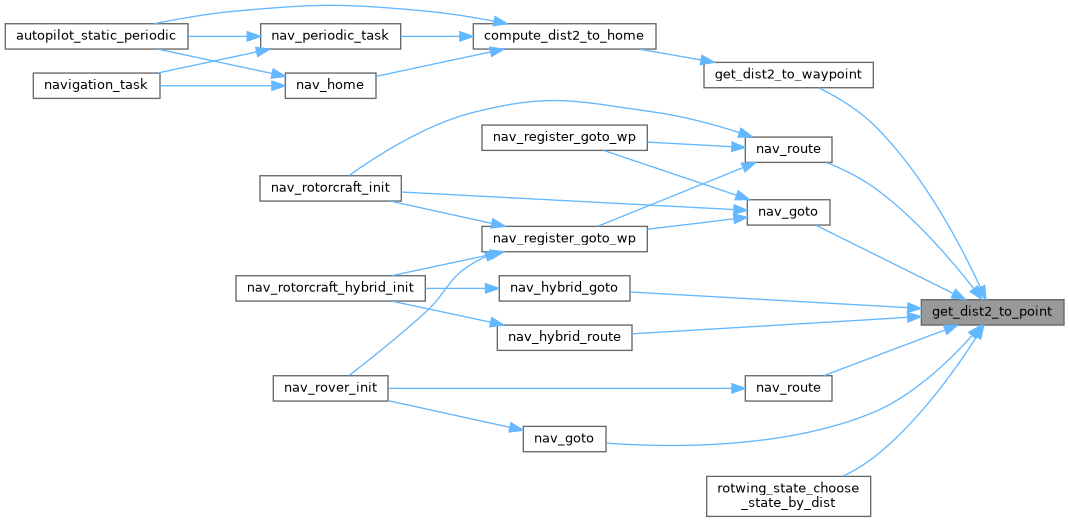 autopilot_static_periodic
nav_periodic_task
compute_dist2_to_home
get_dist2_to_waypoint
navigation_task
nav_home
nav_register_goto_wp
nav_route
nav_rotorcraft_init
nav_goto
nav_register_goto_wp
nav_rotorcraft_hybrid_init
nav_hybrid_goto
get_dist2_to_point
nav_hybrid_route
nav_rover_init
nav_route
nav_goto
rotwing_state_choose
_state_by_dist